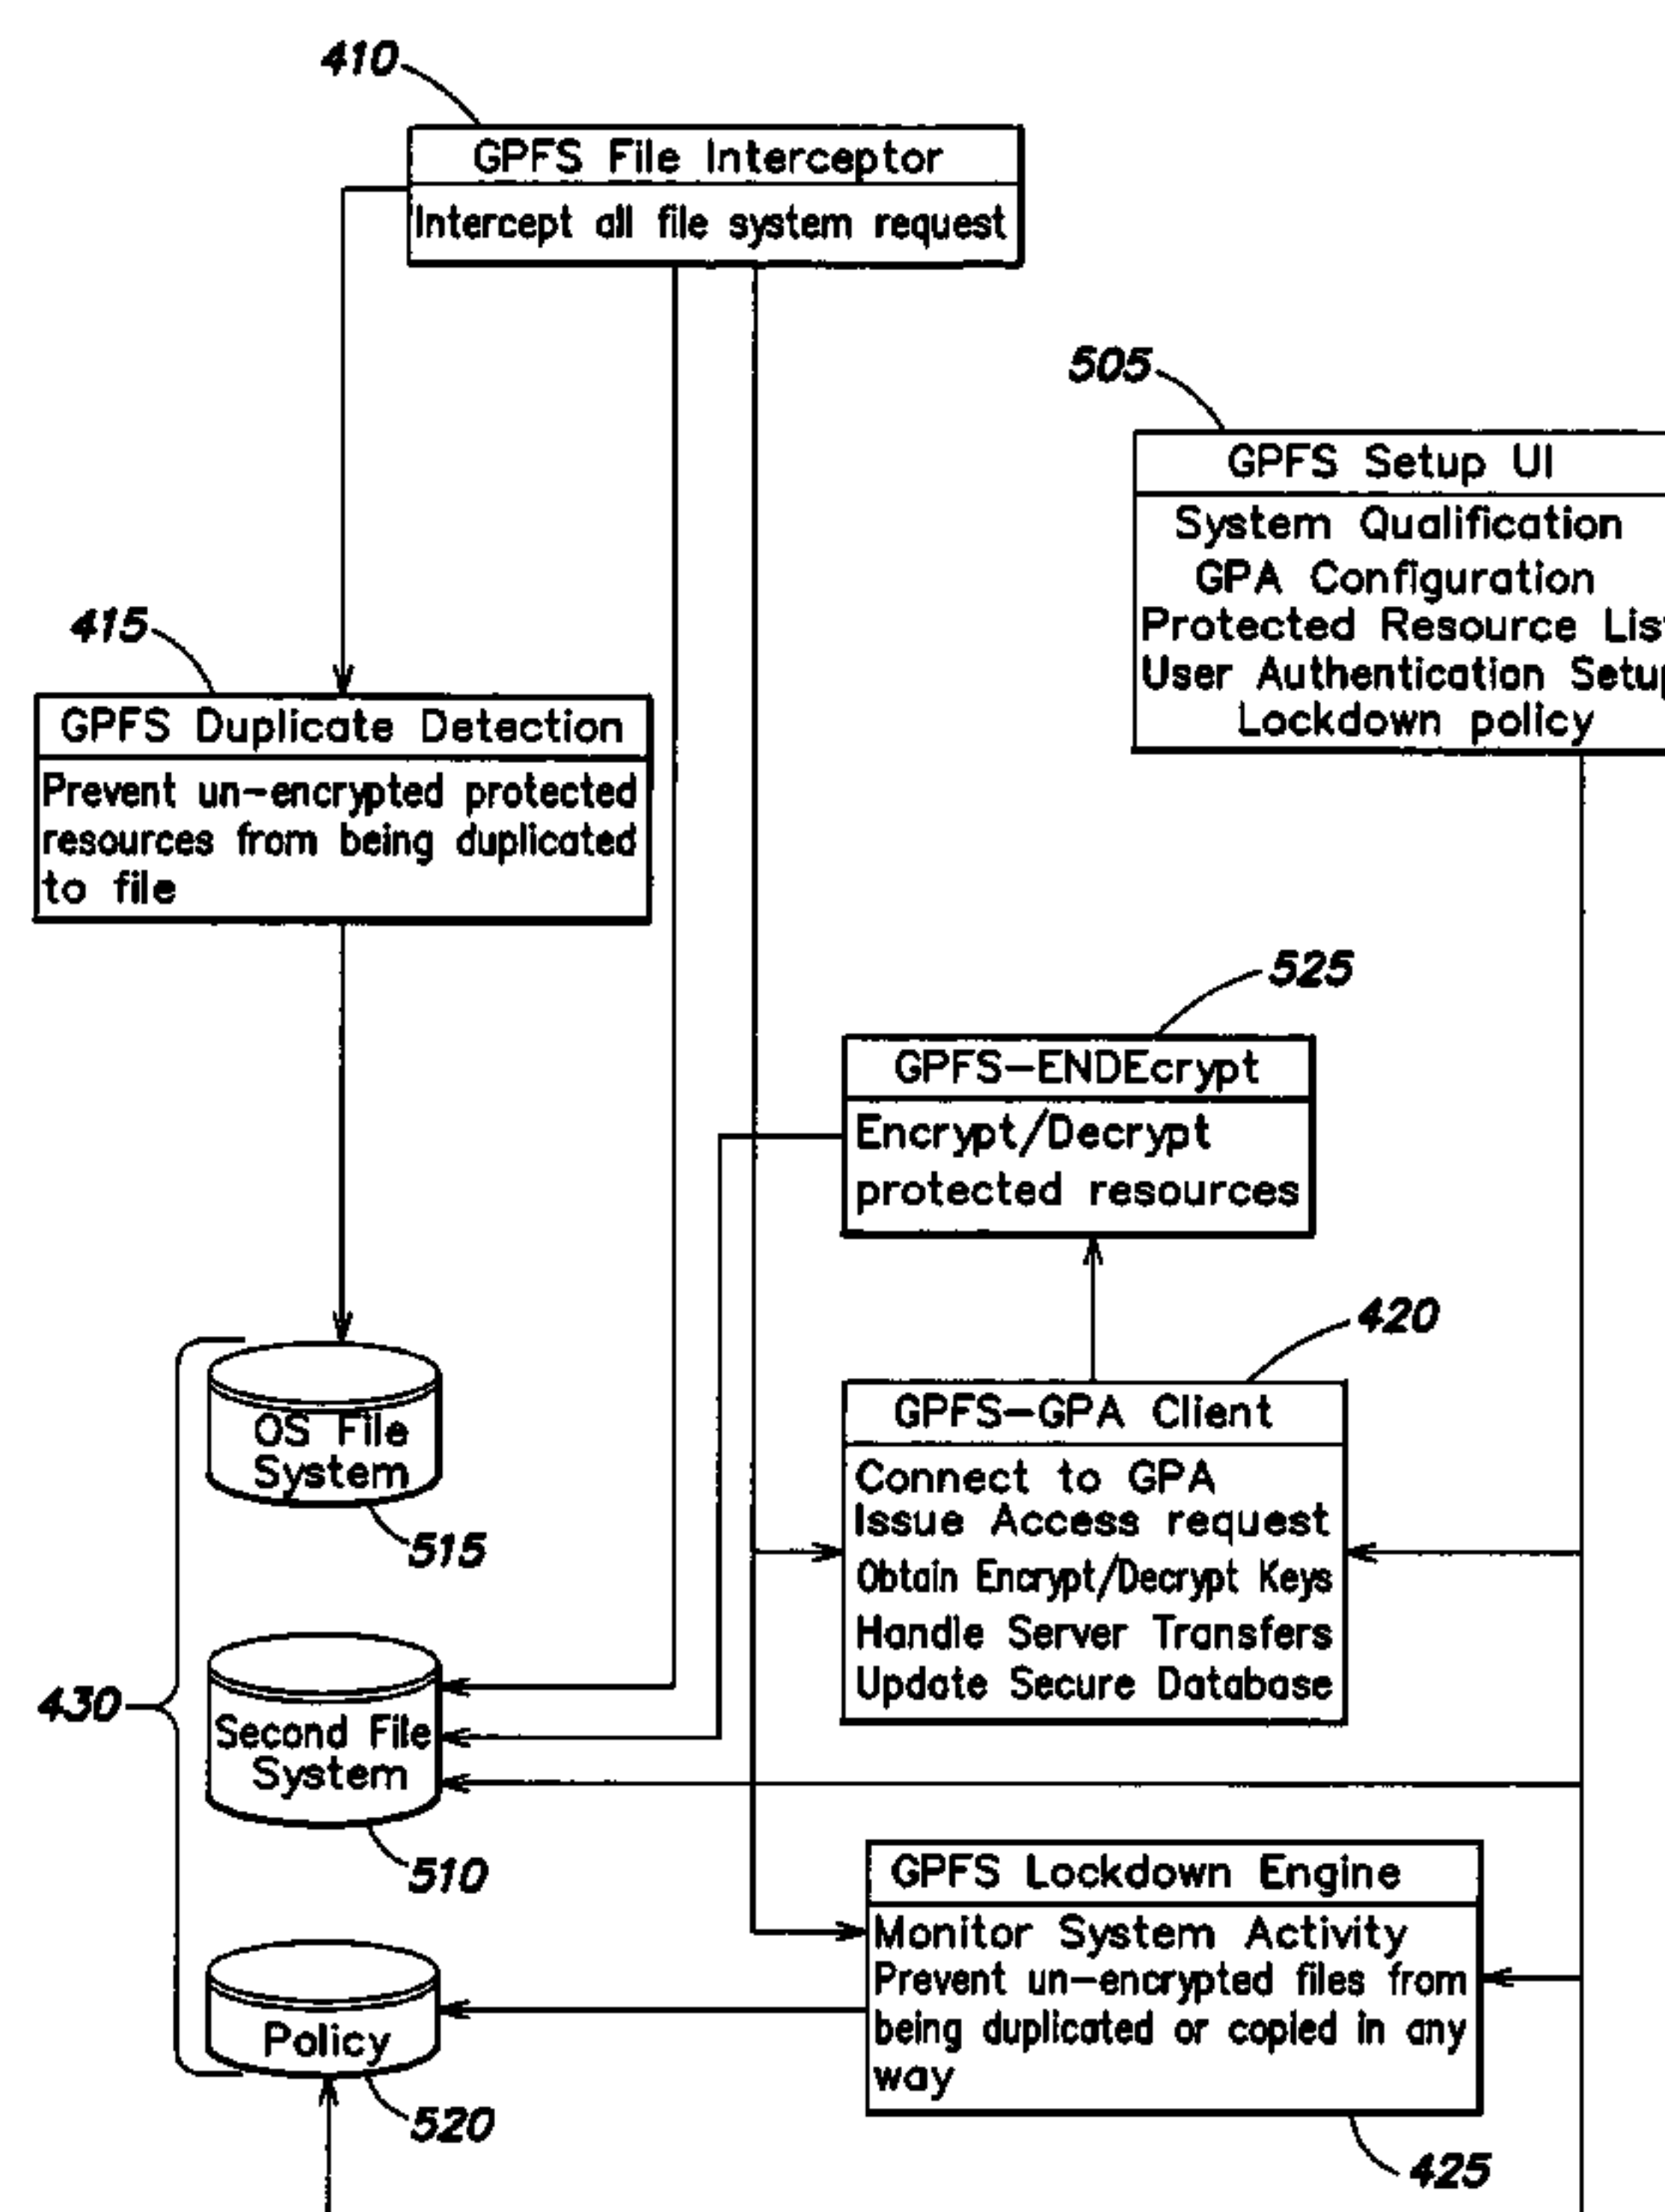 410
GPFS File Interceptor
Intercept all file system request
505
GPFS Setup UI
System Qualification
GPA Configuration
Protected Resource Lis
User Authentication Setup
Lockdown policy
415
GPFS Duplicate Detection
Prevent un-encrypted protected
resources from being duplicated
to file
525
GPFS-ENDEcrypt
Encrypt/Decrypt
protected resources
420
GPFS-GPA Client
Connect to GPA
Issue Access request
Obtain Encrypt/Decrypt Keys
Handle Server Transfers
Update Secure Database
OS File
System
515
430
Second File
System
510
GPFS Lockdown Engine
Monitor System Activity
Prevent un-encrypted files from
being duplicated or copied in any
way
425
Policy
520